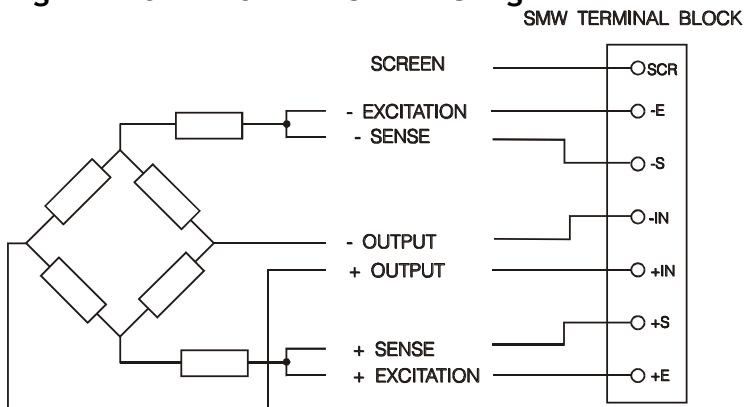 SMW TERMINAL BLOCK
SCREEN
SCR
- EXCITATION
-E
- SENSE
-S
-IN
- OUTPUT
+ OUTPUT
+IN
+S
+ SENSE
+ EXCITATION
+E